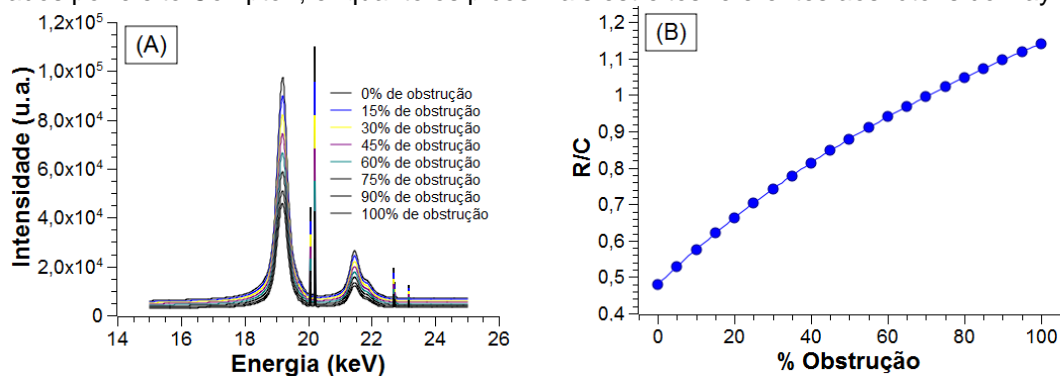 (A)
Intensidade (u.a.)
1,2x10⁵
1,0x10⁵
8,0x10⁴
6,0x10⁴
4,0x10⁴
2,0x10⁴
0
14 16 18 20 22 24 26
Energia (keV)
0% de obstrução
15% de obstrução
30% de obstrução
45% de obstrução
60% de obstrução
75% de obstrução
90% de obstrução
100% de obstrução
(B)
R/C
1,2
1,1
1
0,9
0,8
0,7
0,6
0,5
0,4
0 20 40 60 80 100
% Obstrução